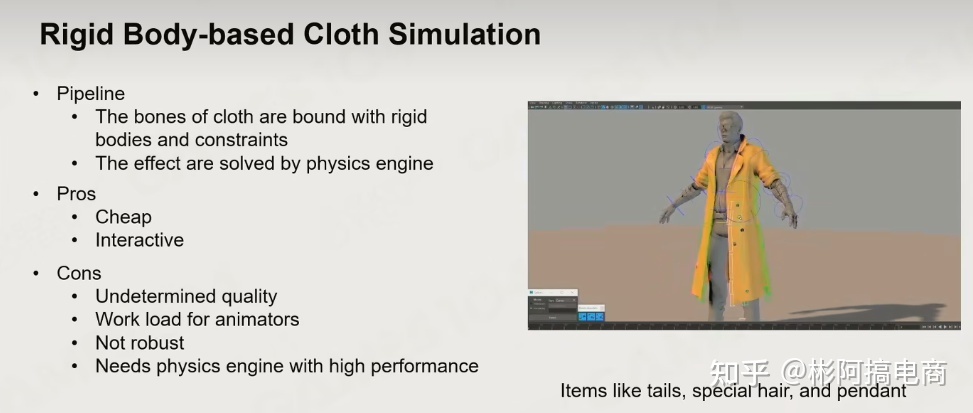 Rigid Body-based Cloth Simulation
• Pipeline
• The bones of cloth are bound with rigid
bodies and constraints
• The effect are solved by physics engine
• Pros
• Cheap
• Interactive
• Cons
• Undetermined quality
• Work load for animators
• Not robust
• Needs physics engine with high performance
知乎 @彬阿搞电商
Items like tails, special hair, and pendant